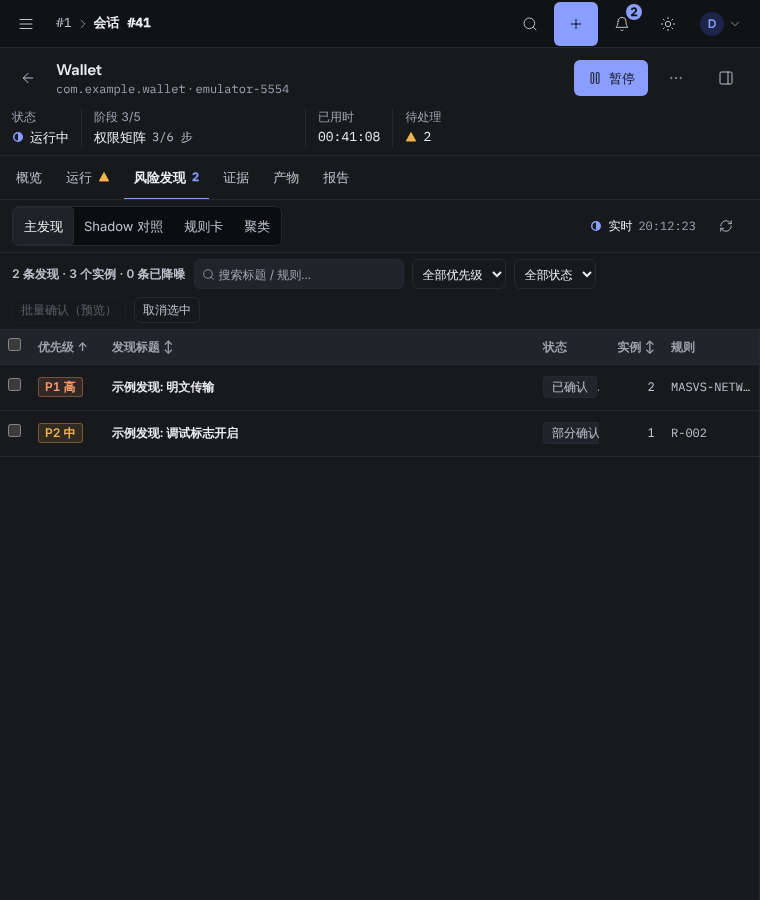 #1 会话 #41 2 D
Wallet
com.example.wallet · emulator-5554
暂停
状态 阶段 3/5 已用时 待处理
运行中 权限矩阵 3/6 步 00:41:08 2
概览 运行 风险发现 2 证据 产物 报告
主发现 Shadow 对照 规则卡 聚类 实时 20:12:23
2 条发现 · 3 个实例 · 0 条已降噪 搜索标题 / 规则... 全部优先级 全部状态
批量确认（预览） 取消选中
优先级 发现标题 状态 实例 规则
P1 高 示例发现: 明文传输 已确认 2 MASVS-NETW…
P2 中 示例发现: 调试标志开启 部分确认 1 R-002